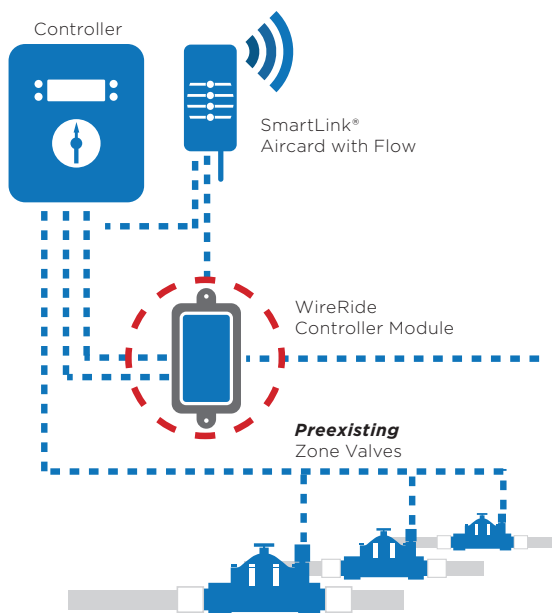 Controller
SmartLink®
Aircard with Flow
WireRide
Controller Module
Preexisting
Zone Valves